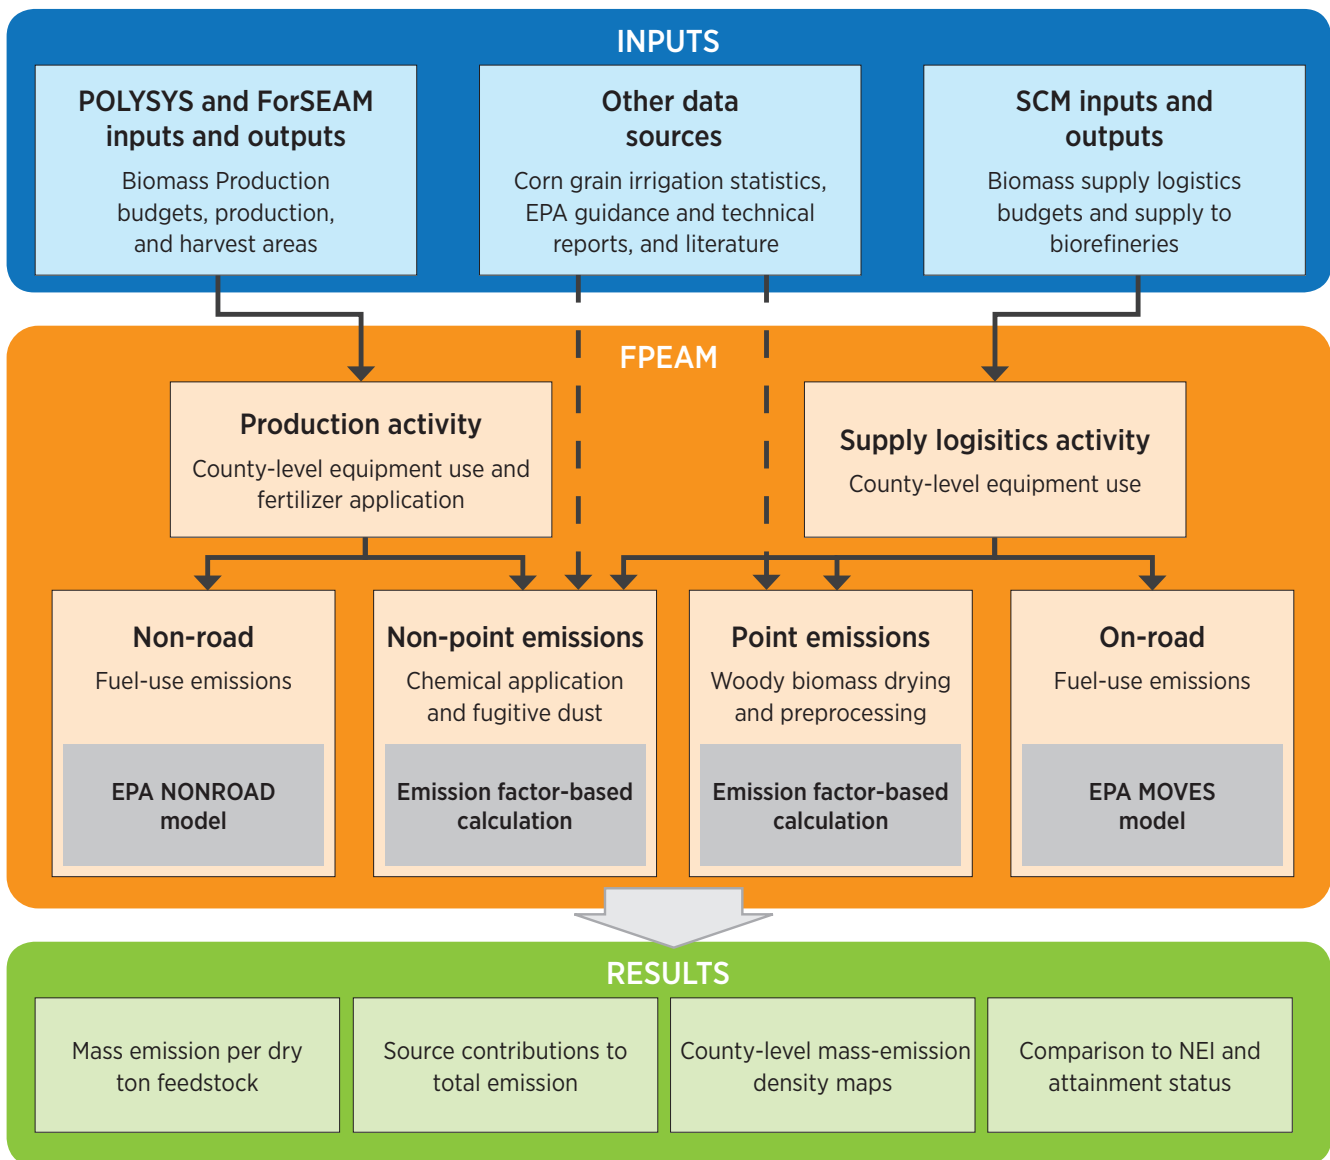 INPUTS
POLYSYS and ForSEAM
inputs and outputs
Biomass Production
budgets, production,
and harvest areas
Other data
sources
Corn grain irrigation statistics,
EPA guidance and technical
reports, and literature
SCM inputs and
outputs
Biomass supply logistics
budgets and supply to
biorefineries
FPEAM
Production activity
County-level equipment use and
fertilizer application
Supply logisitics activity
County-level equipment use
Non-road
Fuel-use emissions
EPA NONROAD
model
Non-point emissions
Chemical application
and fugitive dust
Emission factor-based
calculation
Point emissions
Woody biomass drying
and preprocessing
Emission factor-based
calculation
On-road
Fuel-use emissions
EPA MOVES
model
RESULTS
Mass emission per dry
ton feedstock
Source contributions to
total emission
County-level mass-emission
density maps
Comparison to NEI and
attainment status